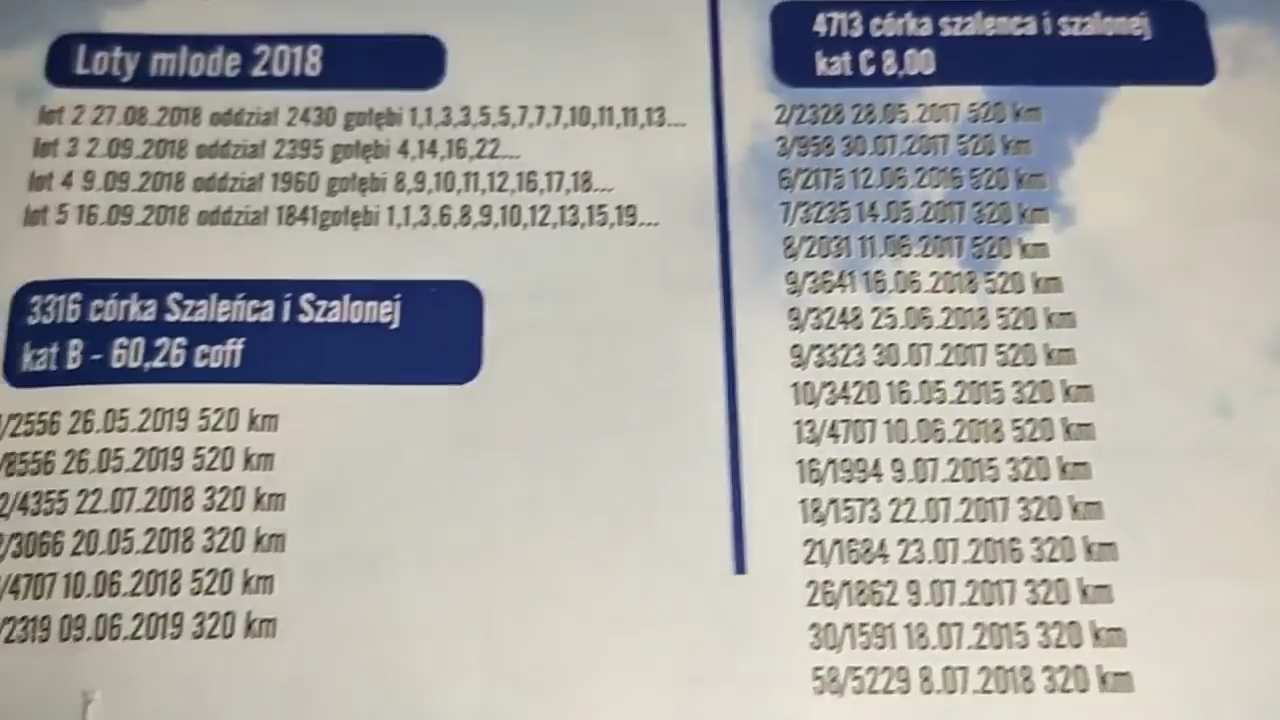 Loty młode 2018
lot 2 27.08.2018 oddział 2430 gołębi 1,1,3,3,5,5,7,7,7,10,11,11,13...
lot 3 2.09.2018 oddział 2395 gołębi 4,14,16,22...
lot 4 9.09.2018 oddział 1960 gołębi 8,9,10,11,12,16,17,18...
lot 5 16.09.2018 oddział 1841gołębi 1,1,3,6,8,9,10,12,13,15,19...
3316 córka Szaleńca i Szalonej
kat B - 60,26 coff
/2556 26.05.2019 520 km
/8556 26.05.2019 520 km
2/4355 22.07.2018 320 km
/3066 20.05.2018 320 km
/4707 10.06.2018 520 km
/2319 09.06.2019 320 km
4713 córka szalenca i szalonej
kat C 8,00
2/2328 28.05.2017 520 km
3/958 30.07.2017 520 km
6/2175 12.06.2016 520 km
7/3235 14.05.2017 320 km
8/2031 11.06.2017 520 km
9/3641 16.06.2018 520 km
9/3248 25.06.2018 520 km
9/3323 30.07.2017 520 km
10/3420 16.05.2015 320 km
13/4707 10.06.2018 520 km
16/1994 9.07.2015 320 km
18/1573 22.07.2017 320 km
21/1684 23.07.2016 320 km
26/1862 9.07.2017 320 km
30/1591 18.07.2015 320 km
58/5229 8.07.2018 320 km